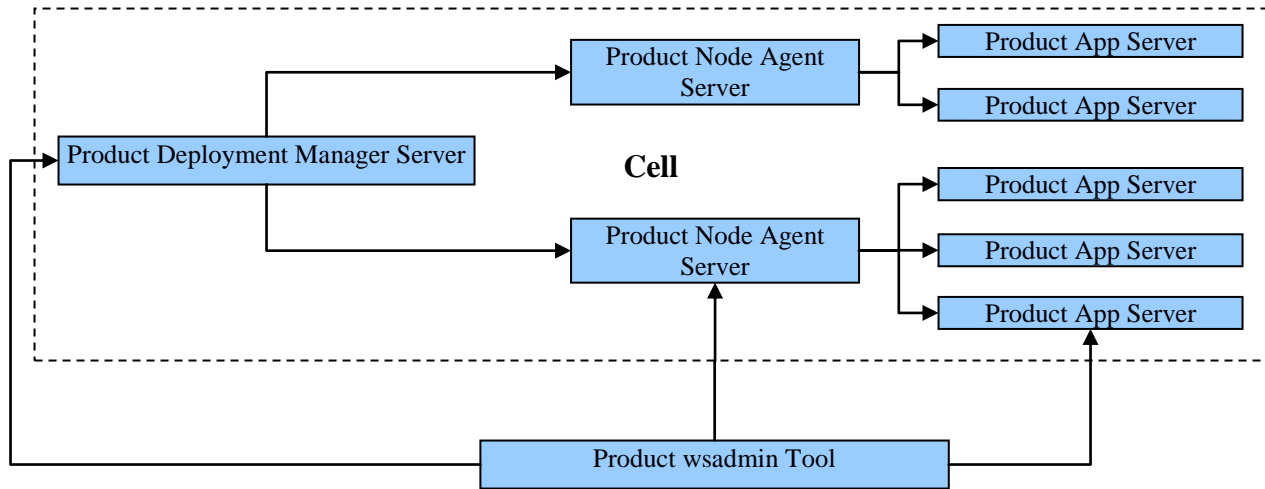 Product App Server
Product Node Agent
Server
Product App Server
Product Deployment Manager Server
Cell
Product App Server
Product Node Agent
Server
Product App Server
Product App Server
Product wsadmin Tool